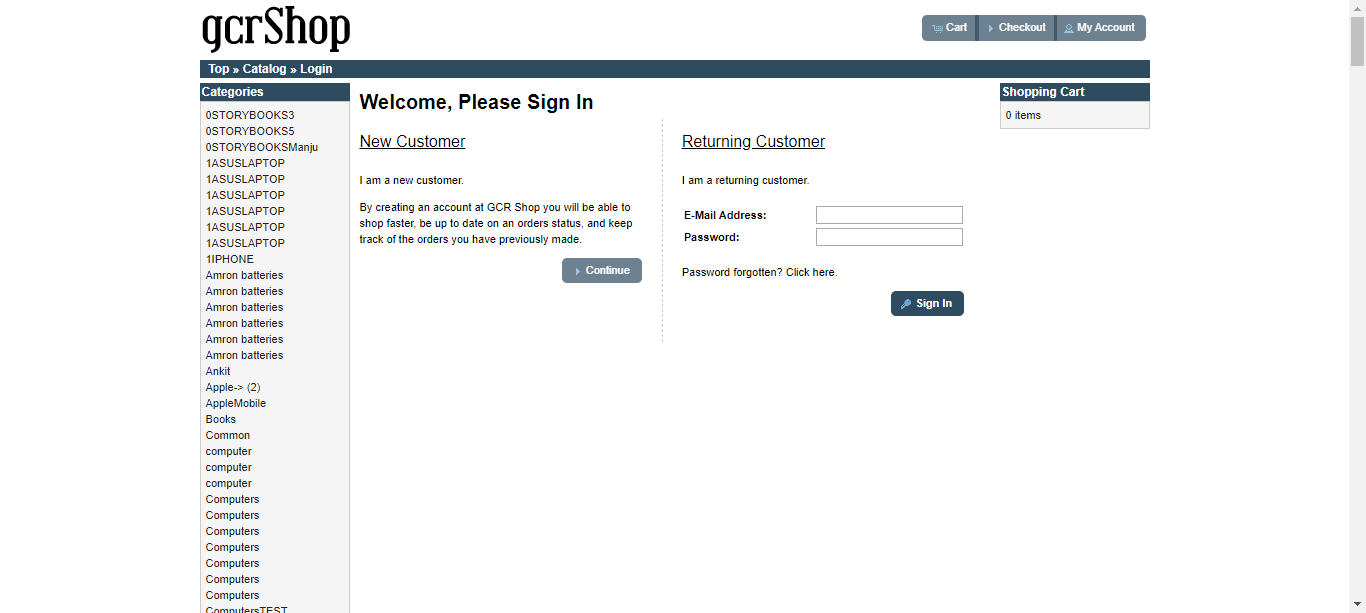 gcrShop
Cart
Checkout
My Account
Top » Catalog » Login
Categories
0STORYBOOKS3
0STORYBOOKS5
0STORYBOOKSManju
1ASUSLAPTOP
1ASUSLAPTOP
1ASUSLAPTOP
1ASUSLAPTOP
1ASUSLAPTOP
1ASUSLAPTOP
1IPHONE
Amron batteries
Amron batteries
Amron batteries
Amron batteries
Amron batteries
Amron batteries
Ankit
Apple-> (2)
AppleMobile
Books
Common
computer
computer
computer
Computers
Computers
Computers
Computers
Computers
Computers
Computers
ComputersTEST
Welcome, Please Sign In
New Customer
I am a new customer.
By creating an account at GCR Shop you will be able to
shop faster, be up to date on an orders status, and keep
track of the orders you have previously made.
Continue
Returning Customer
I am a returning customer.
E-Mail Address:
Password:
Password forgotten? Click here.
Sign In
Shopping Cart
0 items